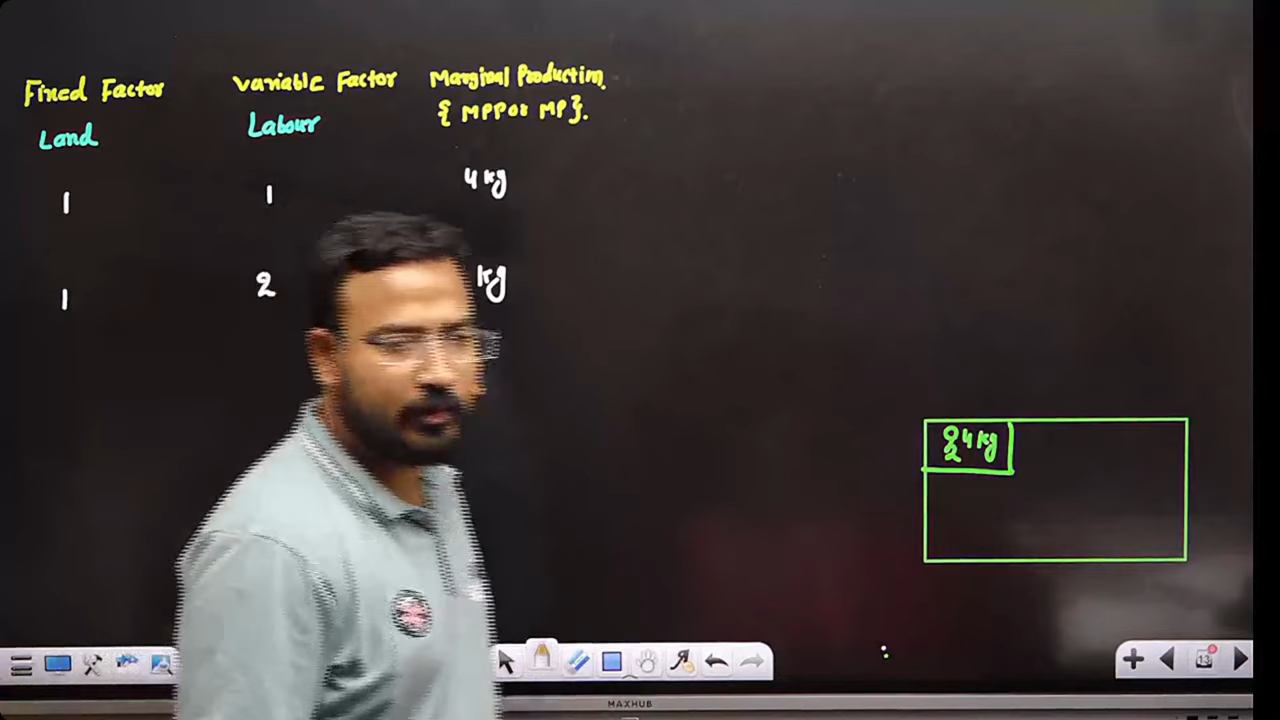 Fixed Factor Variable Factor Marginal Production
Land Labour { MPP or MP }.
1 1 4 kg
1 2 kg
4 kg
MAXHUB
13